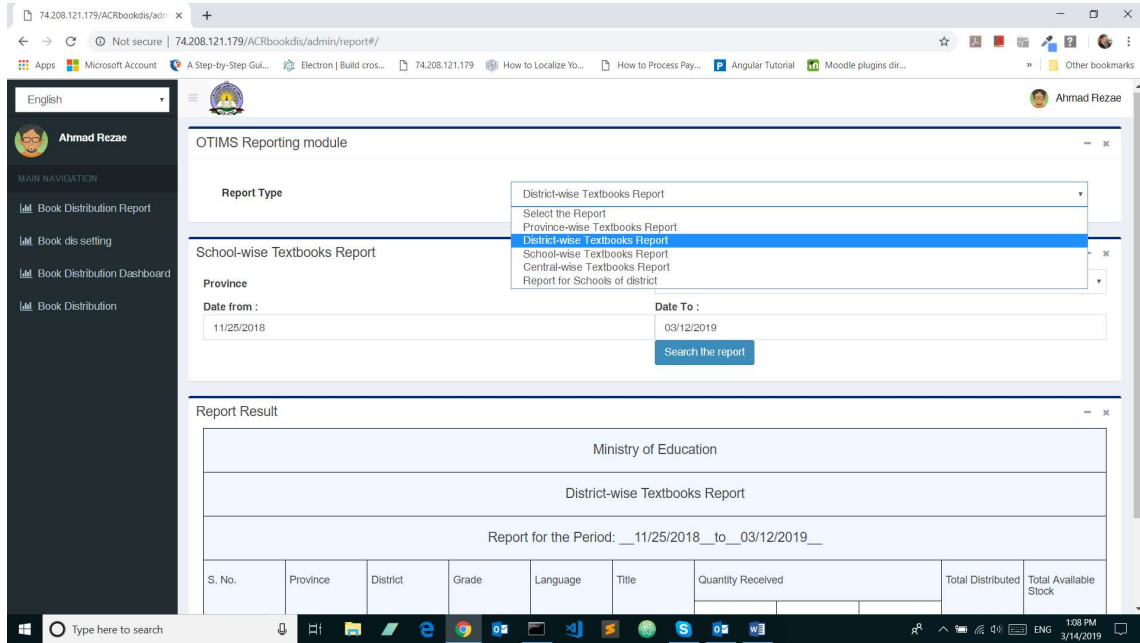 74.208.121.179/ACRbookdis/adm
Not secure | 74.208.121.179/ACRbookdis/admin/report#/
Apps Microsoft Account A Step-by-Step Gui... Electron | Build cros... 74.208.121.179 How to Localize Yo... How to Process Pay... Angular Tutorial Moodle plugins dir... » Other bookmarks
English
Ahmad Rezae
Ahmad Rezae
MAIN NAVIGATION
Book Distribution Report
Book dis setting
Book Distribution Dashboard
Book Distribution
OTIMS Reporting module
Report Type
District-wise Textbooks Report
Select the Report
Province-wise Textbooks Report
District-wise Textbooks Report
School-wise Textbooks Report
Central-wise Textbooks Report
Report for Schools of district
School-wise Textbooks Report
Province
Date from : Date To :
11/25/2018 03/12/2019
Search the report
Report Result
Ministry of Education
District-wise Textbooks Report
Report for the Period: __11/25/2018__to__03/12/2019__
S. No. Province District Grade Language Title Quantity Received Total Distributed Total Available
Stock
Type here to search
ENG
1:08 PM
3/14/2019